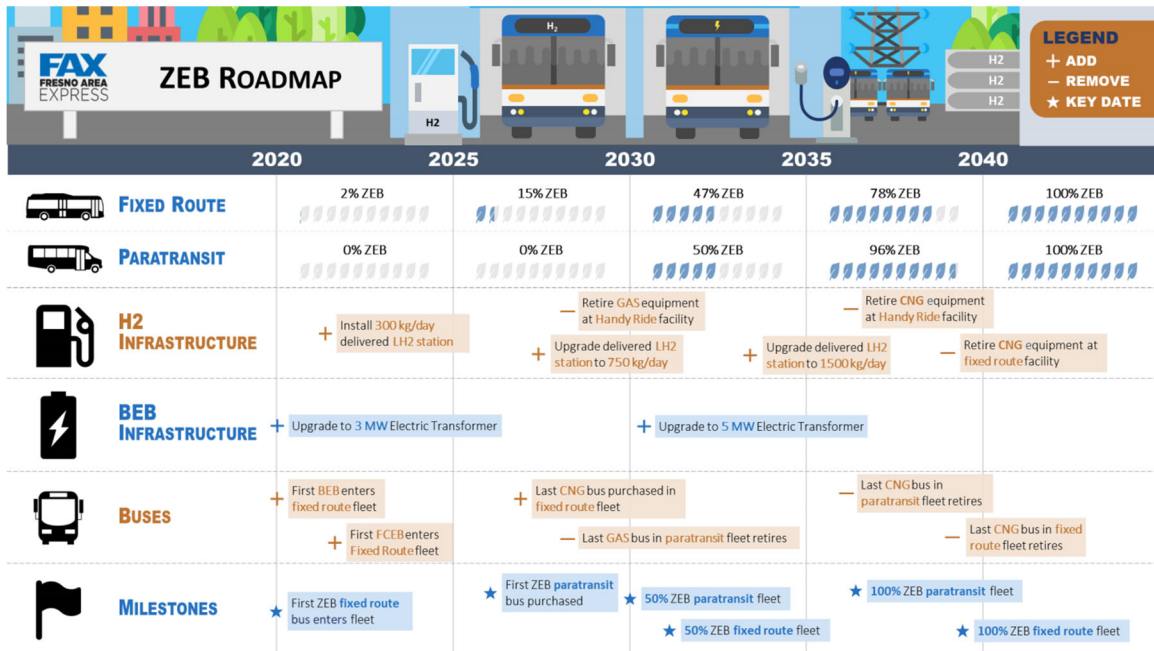 FAX
FRESNO AREA
EXPRESS
ZEB ROADMAP
H2
H2
H2
H2
H2
LEGEND
+ ADD
− REMOVE
★ KEY DATE
2020 2025 2030 2035 2040
FIXED ROUTE
2% ZEB 15% ZEB 47% ZEB 78% ZEB 100% ZEB
PARATRANSIT
0% ZEB 0% ZEB 50% ZEB 96% ZEB 100% ZEB
H2
INFRASTRUCTURE
+ Install 300 kg/day
delivered LH2 station
− Retire GAS equipment
at Handy Ride facility
+ Upgrade delivered LH2
station to 750 kg/day
+ Upgrade delivered LH2
station to 1500 kg/day
− Retire CNG equipment
at Handy Ride facility
− Retire CNG equipment at
fixed route facility
BEB
INFRASTRUCTURE
+ Upgrade to 3 MW Electric Transformer
+ Upgrade to 5 MW Electric Transformer
BUSES
+ First BEB enters
fixed route fleet
+ First FCEB enters
Fixed Route fleet
+ Last CNG bus purchased in
fixed route fleet
− Last GAS bus in paratransit fleet retires
− Last CNG bus in
paratransit fleet retires
− Last CNG bus in fixed
route fleet retires
MILESTONES
★ First ZEB fixed route
bus enters fleet
★ First ZEB paratransit
bus purchased
★ 50% ZEB paratransit fleet
★ 50% ZEB fixed route fleet
★ 100% ZEB paratransit fleet
★ 100% ZEB fixed route fleet